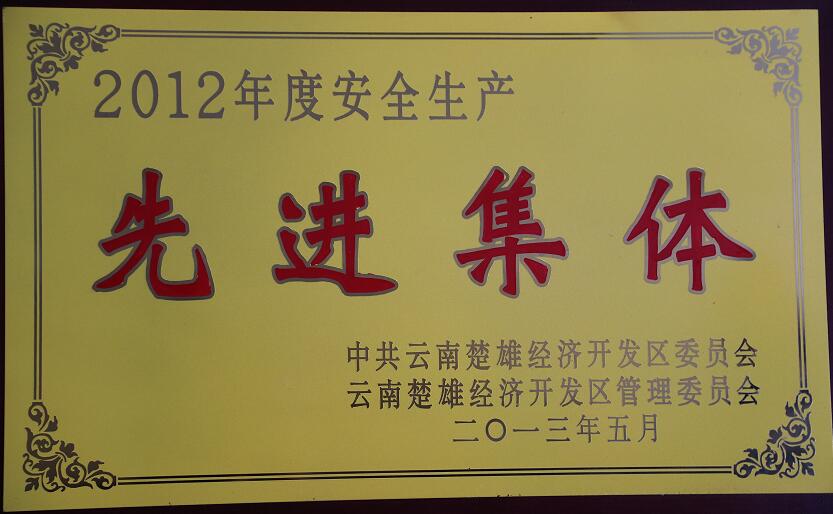 2012年度安全生产
先进集体
中共云南楚雄经济开发区委员会
云南楚雄经济开发区管理委员会
二〇一三年五月